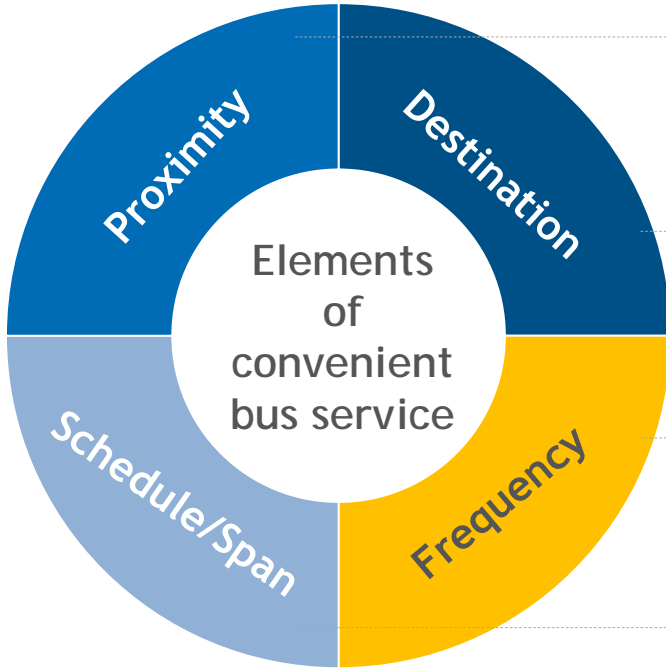 Proximity
Destination
Elements
of
convenient
bus service
Schedule/Span
Frequency